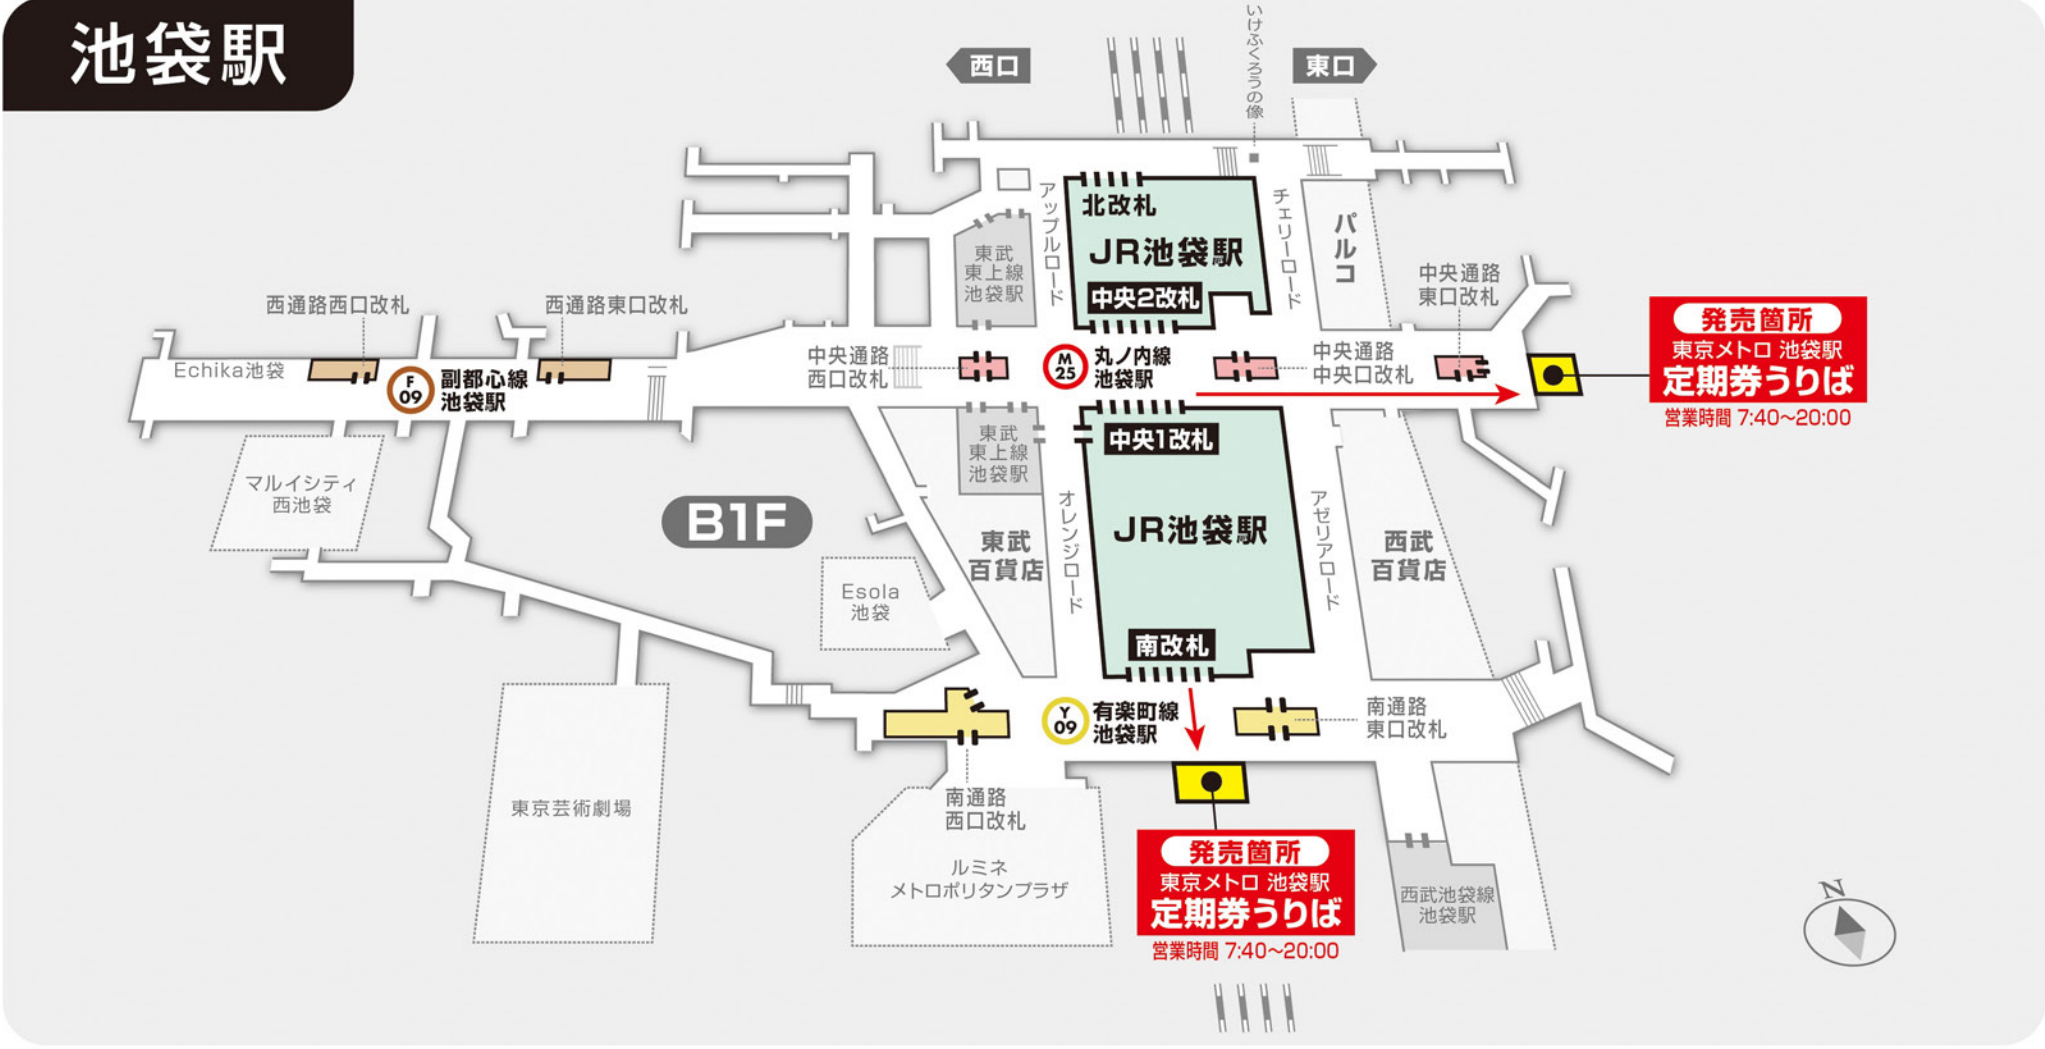 池袋駅
西口
東口
いけふくろうの像
北改札
JR池袋駅
中央2改札
アップルロード
チェリーロード
パルコ
東武
東上線
池袋駅
中央通路
東口改札
西通路西口改札
西通路東口改札
Echika池袋
F
09
副都心線
池袋駅
中央通路
西口改札
M
25
丸ノ内線
池袋駅
中央通路
中央口改札
発売箇所
東京メトロ 池袋駅
定期券うりば
営業時間 7:40～20:00
中央1改札
東武
東上線
池袋駅
マルイシティ
西池袋
B1F
JR池袋駅
オレンジロード
アゼリアロード
東武
百貨店
西武
百貨店
Esola
池袋
南改札
Y
09
有楽町線
池袋駅
南通路
東口改札
南通路
西口改札
東京芸術劇場
ルミネ
メトロポリタンプラザ
発売箇所
東京メトロ 池袋駅
定期券うりば
営業時間 7:40～20:00
西武池袋線
池袋駅
N